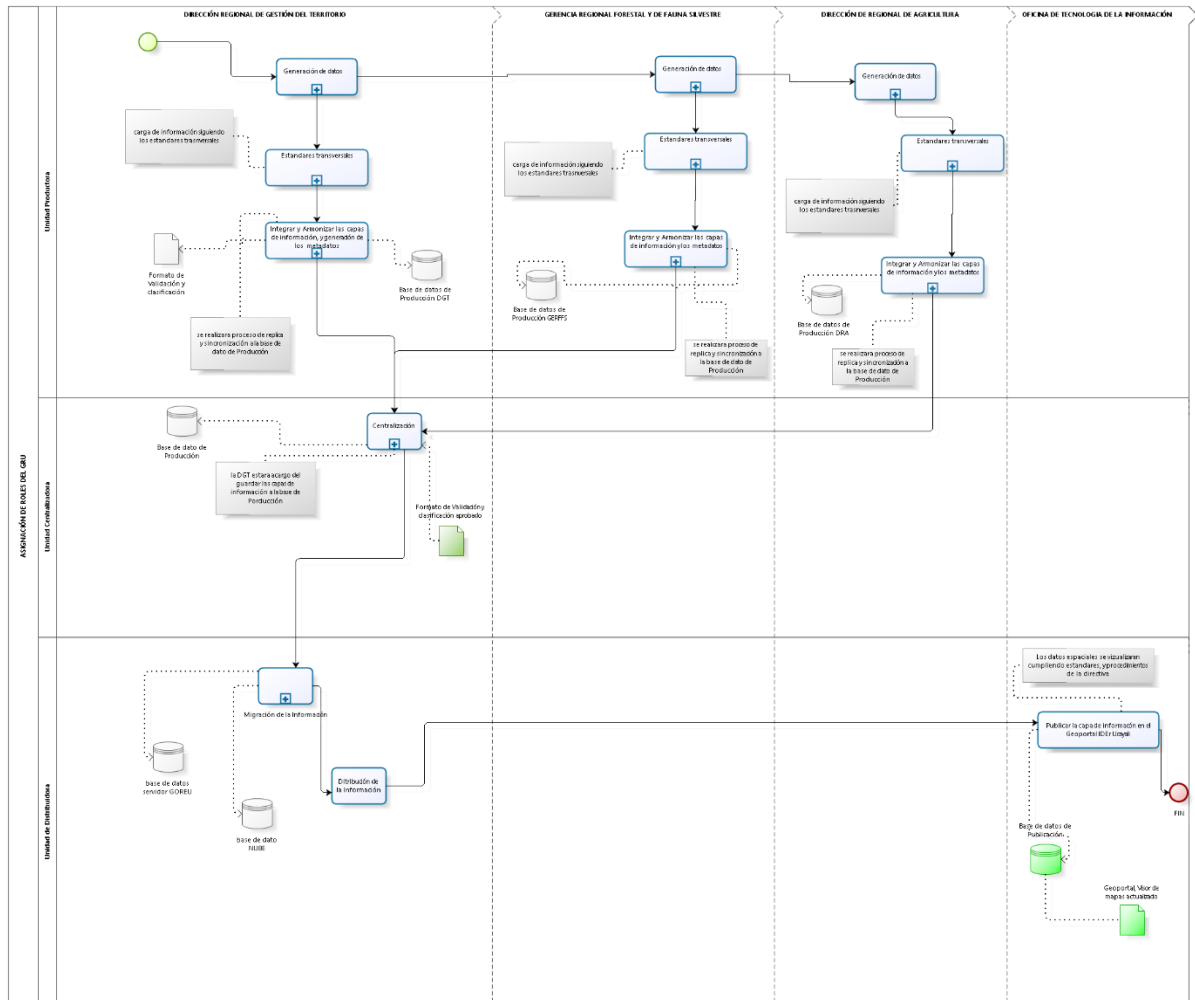 DIRECCIÓN REGIONAL DE GESTIÓN DEL TERRITORIO
GERENCIA REGIONAL FORESTAL Y DE FAUNA SILVESTRE
DIRECCIÓN DE REGIONAL DE AGRICULTURA
OFICINA DE TECNOLOGIA DE LA INFORMACIÓN
ASIGNACIÓN DE ROLES DEL GRU
Unidad Productora
Generación de datos
Generación de datos
Generación de datos
carga de información siguiendo
los estandares trasnversales
Estandares transversales
carga de información siguiendo
los estandares trasnversales
Estandares transversales
carga de información siguiendo
los estandares trasnversales
Estandares transversales
Integrar y Armonizar las capas
de información, y generación de
los metadatos
Formato de
Validación y
clasificación
Base de datos de
Producción DGT
se realizara proceso de replica
y sincronización a la base de
dato de Producción
Integrar y Armonizar las capas
de información y los metadatos
Base de datos de
Producción GERFFS
se realizara proceso de
replica y sincronización a
la base de dato de
Producción
Integrar y Armonizar las capas
de información y los metadatos
Base de datos de
Producción DRA
se realizara proceso de
replica y sincronización a
la base de dato de
Producción
Unidad Centralizadora
Base de dato de
Producción
Centralización
la DGT estara acargo del
guardar las capas de
información a la base de
Porducción
Formato de Validación y
clasificación aprobado
Unidad de Distribuidora
Migración de la Información
base de datos
servidor GOREU
Base de dato
NUBE
Ditribución de
la información
Los datos espaciales se vizualizaran
cumpliendo estandares, y procedimientos
de la directiva
Publicar la capa de informacón en el
Geoportal IDEr Ucayali
FIN
Base de datos de
Publicación
Geoportal, Visor de
mapas actualizado